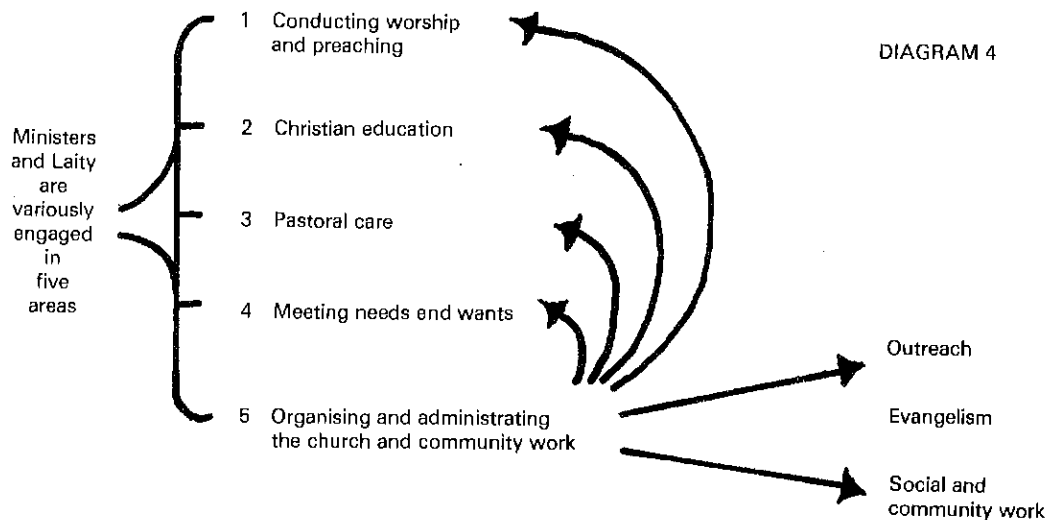 DIAGRAM 4
Ministers
and Laity
are
variously
engaged
in
five
areas
1 Conducting worship
and preaching
2 Christian education
3 Pastoral care
4 Meeting needs end wants
5 Organising and administrating
the church and community work
Outreach
Evangelism
Social and
community work